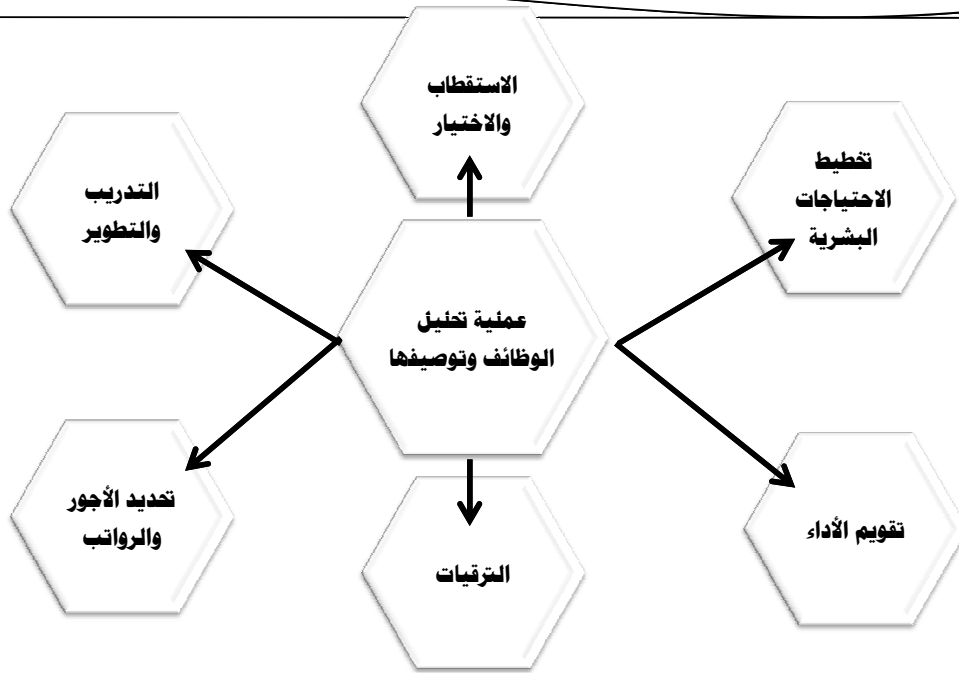 الاستقطاب
والاختيار
تخطيط
الاحتياجات
البشرية
التدريب
والتطوير
عملية تحليل
الوظائف وتوصيفها
تحديد الأجور
والرواتب
تقويم الأداء
الترقيات